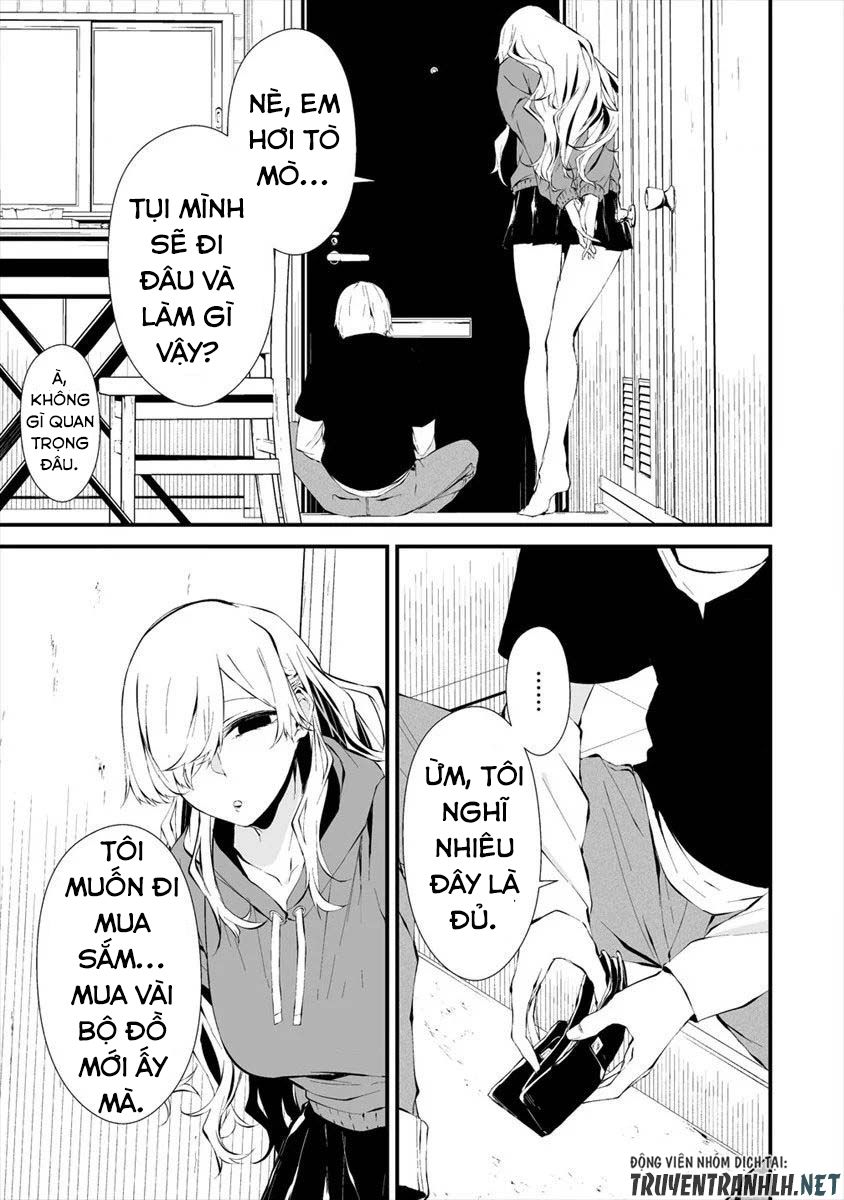 NÈ, EM
HƠI TÒ
MÒ...
TỤI MÌNH
SẼ ĐI
ĐÂU VÀ
LÀM GÌ
VẬY?
À,
KHÔNG
GÌ QUAN
TRỌNG
ĐÂU.
......
ỪM, TÔI
NGHĨ
NHIÊU
ĐÂY LÀ
ĐỦ.
TÔI
MUỐN ĐI
MUA
SẮM...
MUA VÀI
BỘ ĐỒ
MỚI ẤY
MÀ.
ĐỘNG VIÊN NHÓM DỊCH TẠI:
TRUYENTRANHLH.NET